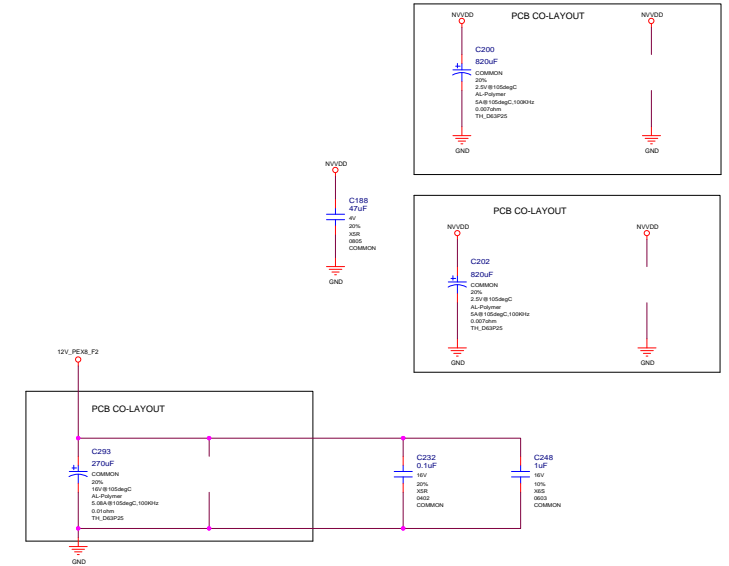 NVVDD
PCB CO-LAYOUT
NVVDD
C200
820uF
COMMON
20%
2.5V@105degC
AL-Polymer
5A@105degC,100KHz
0.007ohm
TH_D63P25
GND
GND
NVVDD
C188
47uF
4V
20%
X5R
0805
COMMON
GND
PCB CO-LAYOUT
NVVDD
NVVDD
C202
820uF
COMMON
20%
2.5V@105degC
AL-Polymer
5A@105degC,100KHz
0.007ohm
TH_D63P25
GND
GND
12V_PEX8_F2
PCB CO-LAYOUT
C293
270uF
COMMON
20%
16V@105degC
AL-Polymer
5.08A@105degC,100KHz
0.01ohm
TH_D63P25
GND
C232
0.1uF
16V
20%
X5R
0402
COMMON
C248
1uF
16V
10%
X6S
0603
COMMON